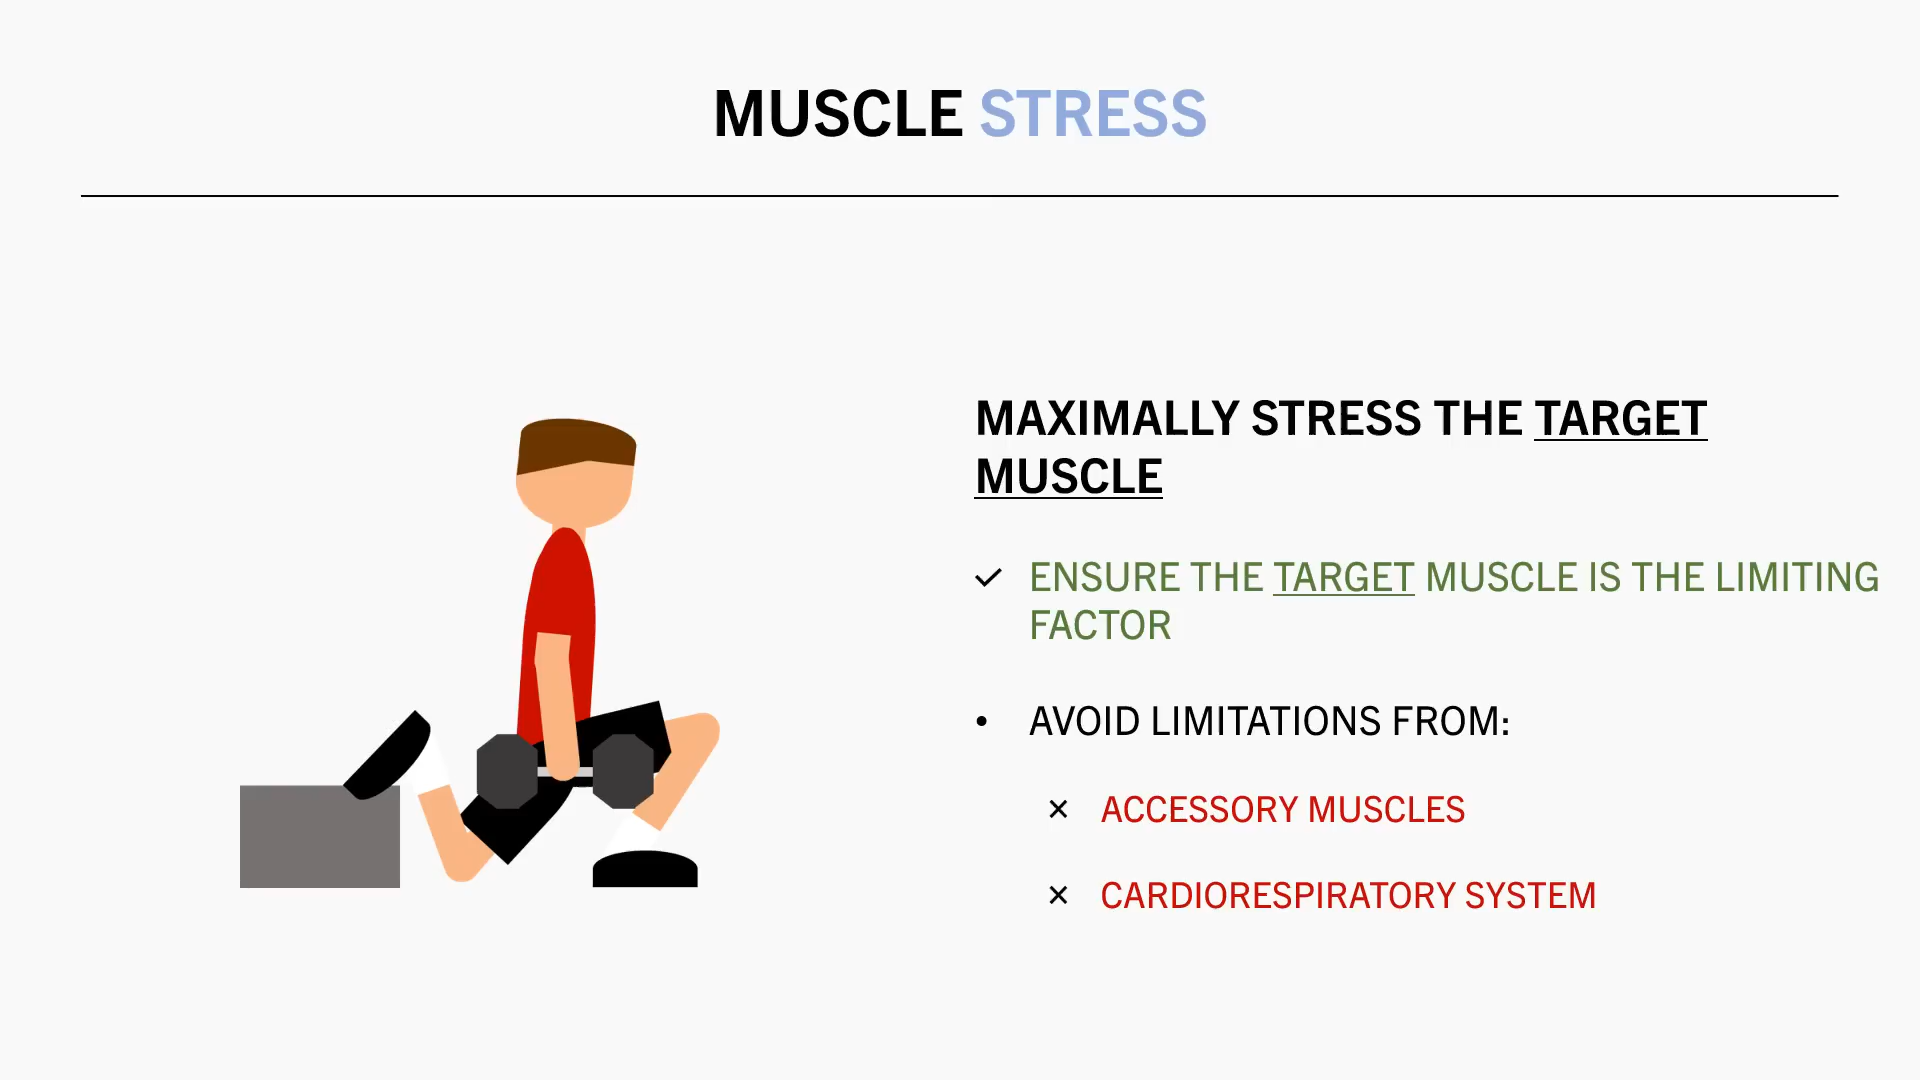 MUSCLE STRESS
MAXIMALLY STRESS THE TARGET
MUSCLE
✓ ENSURE THE TARGET MUSCLE IS THE LIMITING
FACTOR
• AVOID LIMITATIONS FROM:
× ACCESSORY MUSCLES
× CARDIORESPIRATORY SYSTEM